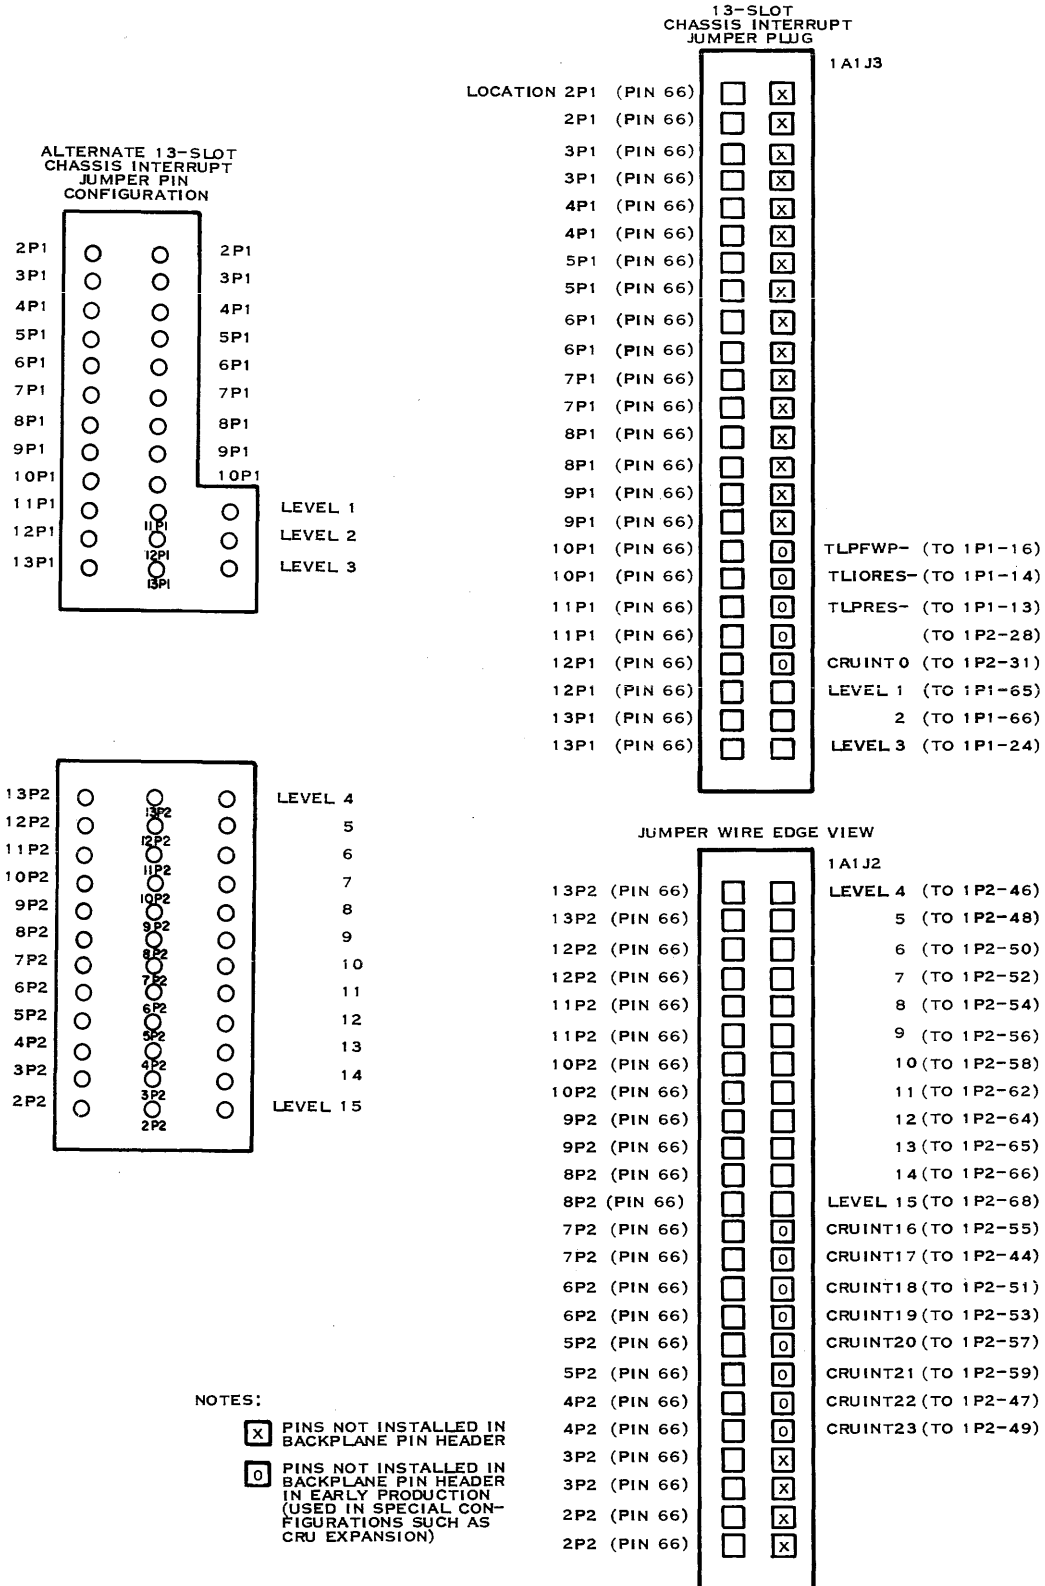 13-SLOT
CHASSIS INTERRUPT
JUMPER PLUG
1A1J3
LOCATION 2P1 (PIN 66) X
2P1 (PIN 66) X
3P1 (PIN 66) X
3P1 (PIN 66) X
4P1 (PIN 66) X
4P1 (PIN 66) X
5P1 (PIN 66) X
5P1 (PIN 66) X
6P1 (PIN 66) X
6P1 (PIN 66) X
7P1 (PIN 66) X
7P1 (PIN 66) X
8P1 (PIN 66) X
8P1 (PIN 66) X
9P1 (PIN 66) X
9P1 (PIN 66) X
10P1 (PIN 66) O TLPFWP- (TO 1P1-16)
10P1 (PIN 66) O TLIORES- (TO 1P1-14)
11P1 (PIN 66) O TLPRES- (TO 1P1-13)
11P1 (PIN 66) O (TO 1P2-28)
12P1 (PIN 66) O CRUINT 0 (TO 1P2-31)
12P1 (PIN 66) LEVEL 1 (TO 1P1-65)
13P1 (PIN 66) 2 (TO 1P1-66)
13P1 (PIN 66) LEVEL 3 (TO 1P1-24)
ALTERNATE 13-SLOT
CHASSIS INTERRUPT
JUMPER PIN
CONFIGURATION
2P1 2P1
3P1 3P1
4P1 4P1
5P1 5P1
6P1 6P1
7P1 7P1
8P1 8P1
9P1 9P1
10P1 10P1
11P1 11P1 LEVEL 1
12P1 12P1 LEVEL 2
13P1 13P1 LEVEL 3
13P2 13P2 LEVEL 4
12P2 12P2 5
11P2 11P2 6
10P2 10P2 7
9P2 9P2 8
8P2 8P2 9
7P2 7P2 10
6P2 6P2 11
5P2 5P2 12
4P2 4P2 13
3P2 3P2 14
2P2 2P2 LEVEL 15
JUMPER WIRE EDGE VIEW
1A1J2
13P2 (PIN 66) LEVEL 4 (TO 1P2-46)
13P2 (PIN 66) 5 (TO 1P2-48)
12P2 (PIN 66) 6 (TO 1P2-50)
12P2 (PIN 66) 7 (TO 1P2-52)
11P2 (PIN 66) 8 (TO 1P2-54)
11P2 (PIN 66) 9 (TO 1P2-56)
10P2 (PIN 66) 10 (TO 1P2-58)
10P2 (PIN 66) 11 (TO 1P2-62)
9P2 (PIN 66) 12 (TO 1P2-64)
9P2 (PIN 66) 13 (TO 1P2-65)
8P2 (PIN 66) 14 (TO 1P2-66)
8P2 (PIN 66) LEVEL 15 (TO 1P2-68)
7P2 (PIN 66) O CRUINT16 (TO 1P2-55)
7P2 (PIN 66) O CRUINT17 (TO 1P2-44)
6P2 (PIN 66) O CRUINT18 (TO 1P2-51)
6P2 (PIN 66) O CRUINT19 (TO 1P2-53)
5P2 (PIN 66) O CRUINT20 (TO 1P2-57)
5P2 (PIN 66) O CRUINT21 (TO 1P2-59)
4P2 (PIN 66) O CRUINT22 (TO 1P2-47)
4P2 (PIN 66) O CRUINT23 (TO 1P2-49)
3P2 (PIN 66) X
3P2 (PIN 66) X
2P2 (PIN 66) X
2P2 (PIN 66) X
NOTES:
X PINS NOT INSTALLED IN
BACKPLANE PIN HEADER
O PINS NOT INSTALLED IN
BACKPLANE PIN HEADER
IN EARLY PRODUCTION
(USED IN SPECIAL CON-
FIGURATIONS SUCH AS
CRU EXPANSION)